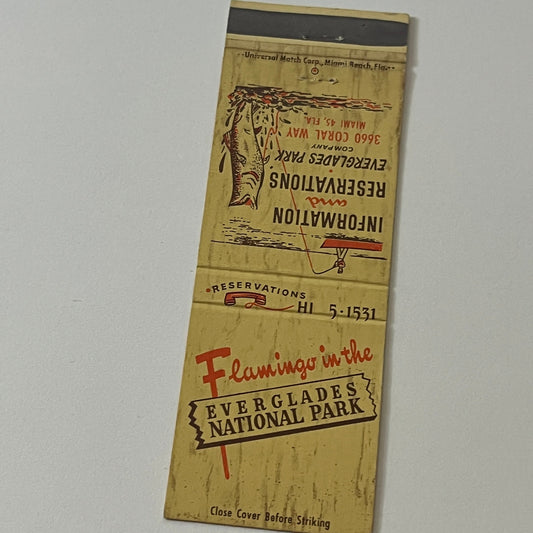 Universal Match Corp., Miami Beach, Fla.
INFORMATION
and
RESERVATIONS
EVERGLADES PARK
COMPANY
3660 CORAL WAY
MIAMI 45, FLA.
RESERVATIONS
HI 5-1531
Flamingo in the
EVERGLADES
NATIONAL PARK
Close Cover Before Striking